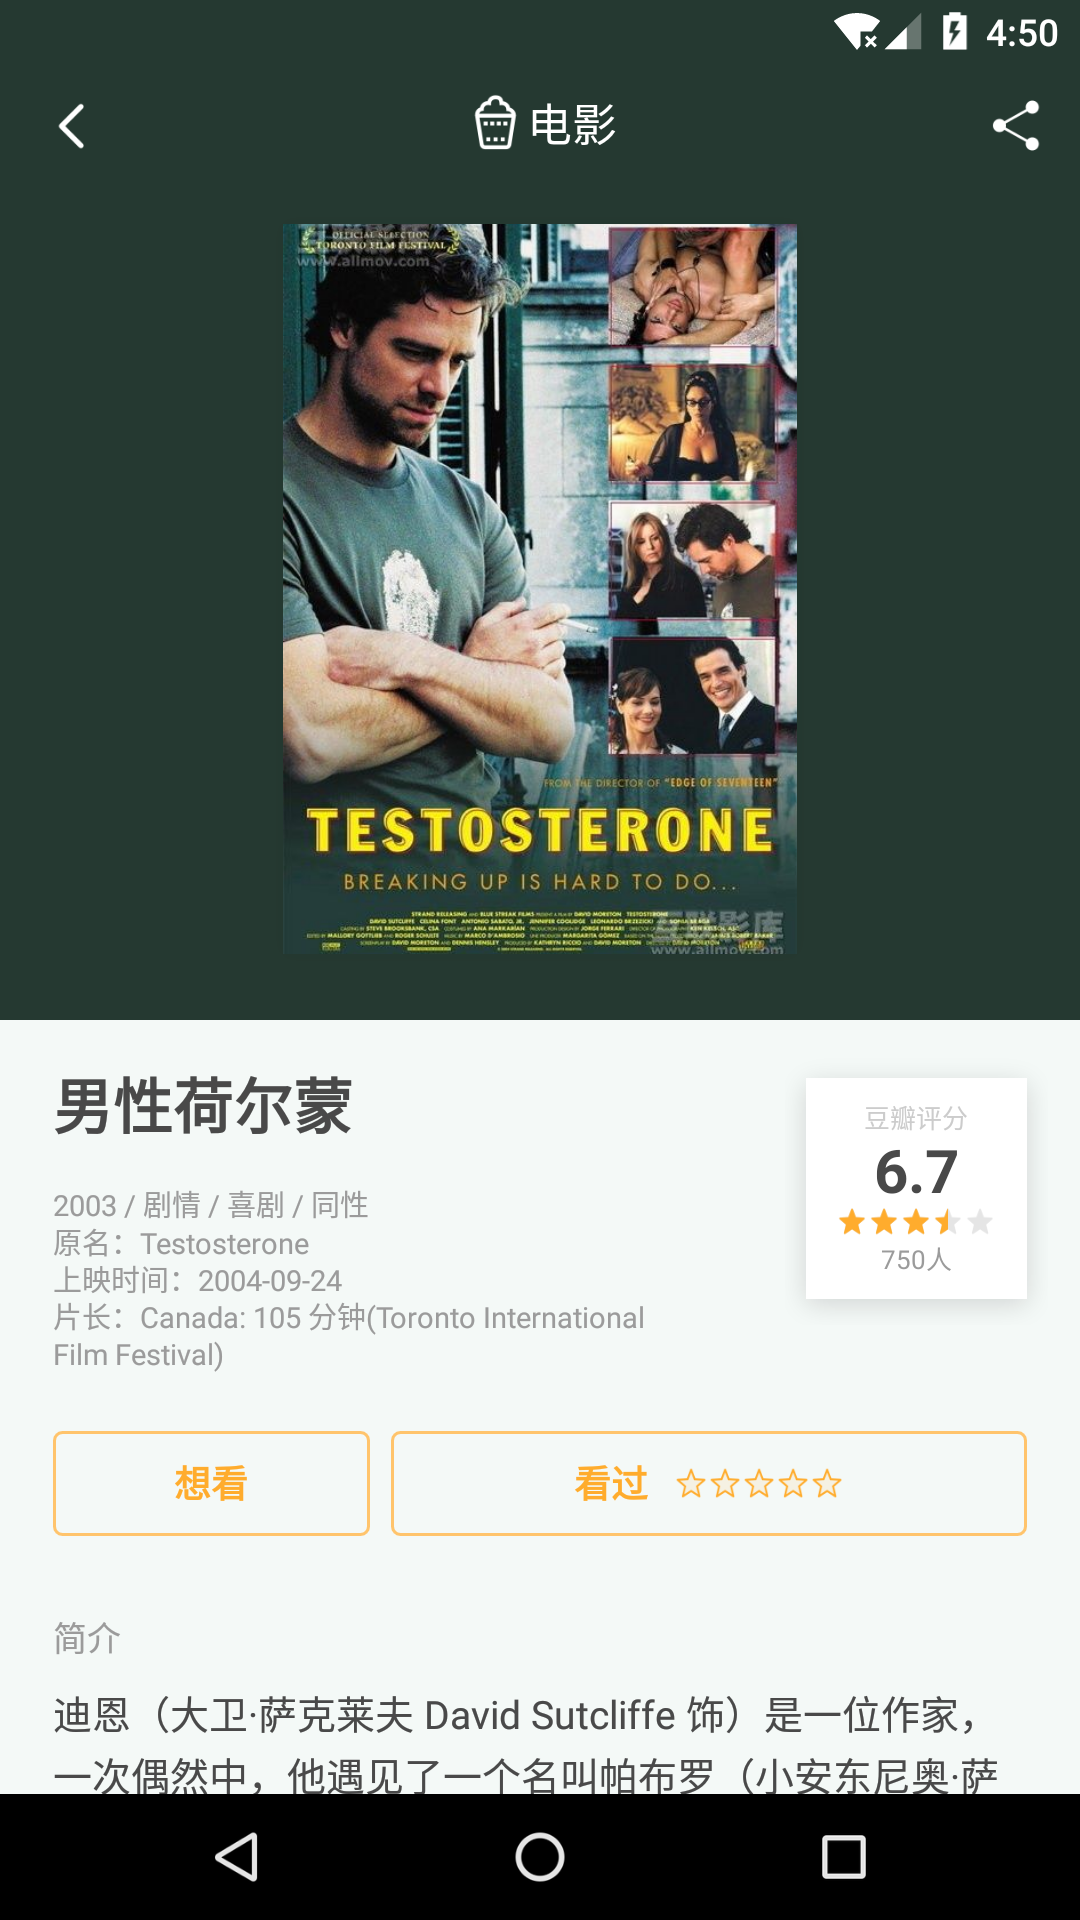 4:50
电影
OFFICIAL SELECTION
TORONTO FILM FESTIVAL
www.allmov.com
FROM THE DIRECTOR OF "EDGE OF SEVENTEEN"
TESTOSTERONE
BREAKING UP IS HARD TO DO...
www.allmov.com
男性荷尔蒙
豆瓣评分
6.7
750人
2003 / 剧情 / 喜剧 / 同性
原名：Testosterone
上映时间：2004-09-24
片长：Canada: 105 分钟(Toronto International
Film Festival)
想看
看过
简介
迪恩（大卫·萨克莱夫 David Sutcliffe 饰）是一位作家，
一次偶然中，他遇见了一个名叫帕布罗（小安东尼奥·萨